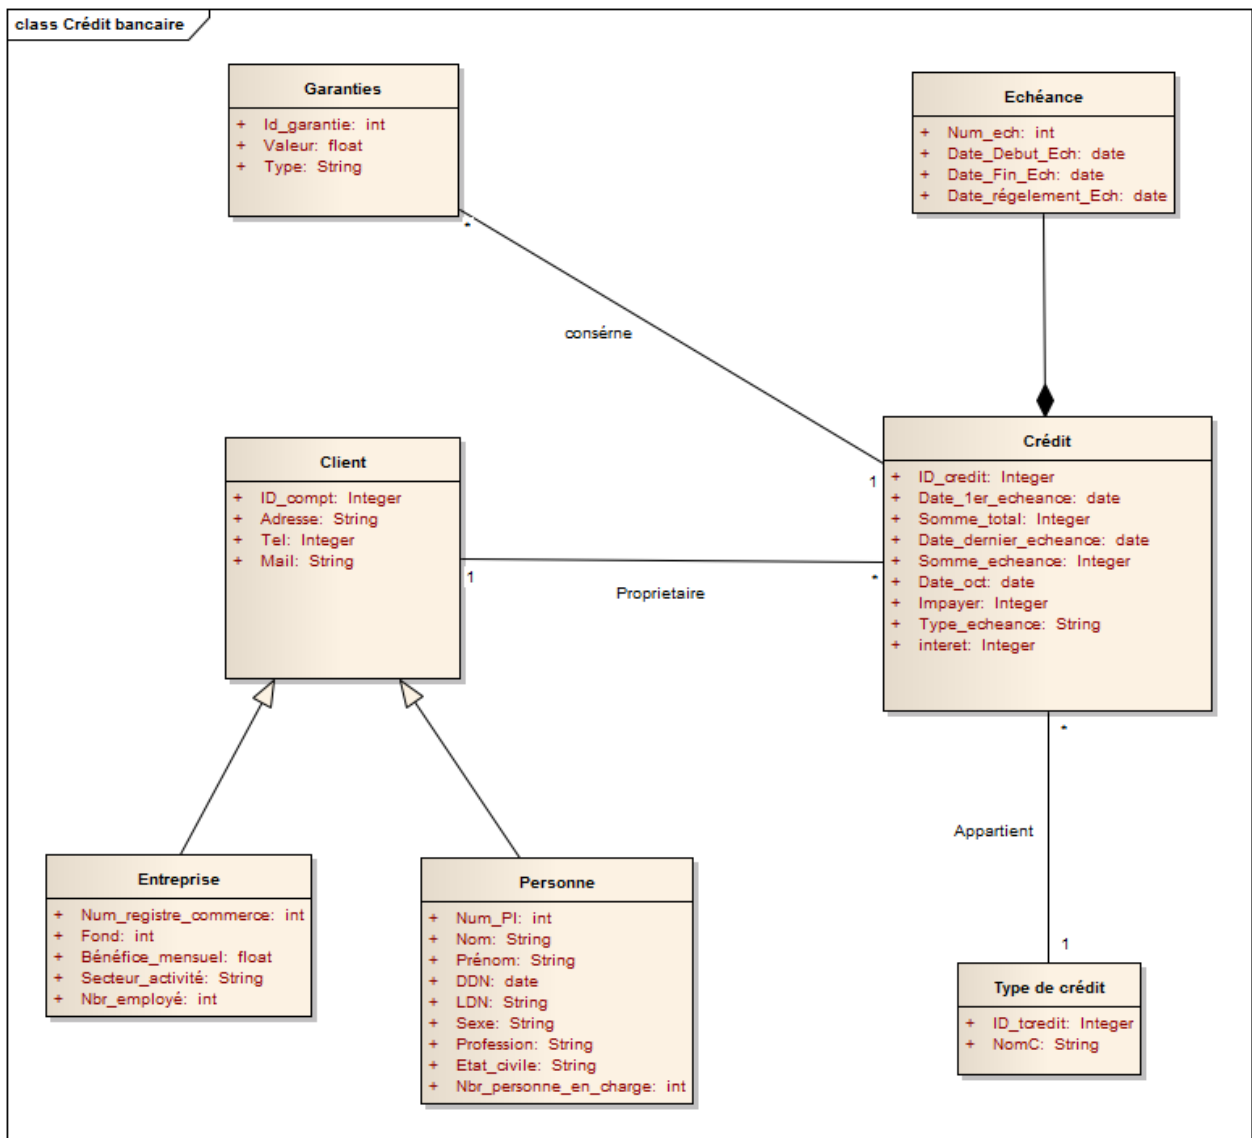 class Crédit bancaire
Garanties
+ Id_garantie: int
+ Valeur: float
+ Type: String
Echéance
+ Num_ech: int
+ Date_Debut_Ech: date
+ Date_Fin_Ech: date
+ Date_régelement_Ech: date
*
consérne
1
Client
+ ID_compt: Integer
+ Adresse: String
+ Tel: Integer
+ Mail: String
1
Proprietaire
*
Crédit
+ ID_credit: Integer
+ Date_1er_echeance: date
+ Somme_total: Integer
+ Date_dernier_echeance: date
+ Somme_echeance: Integer
+ Date_oct: date
+ Impayer: Integer
+ Type_echeance: String
+ interet: Integer
*
Appartient
1
Entreprise
+ Num_registre_commerce: int
+ Fond: int
+ Bénéfice_mensuel: float
+ Secteur_activité: String
+ Nbr_employé: int
Personne
+ Num_PI: int
+ Nom: String
+ Prénom: String
+ DDN: date
+ LDN: String
+ Sexe: String
+ Profession: String
+ Etat_civile: String
+ Nbr_personne_en_charge: int
Type de crédit
+ ID_tcredit: Integer
+ NomC: String